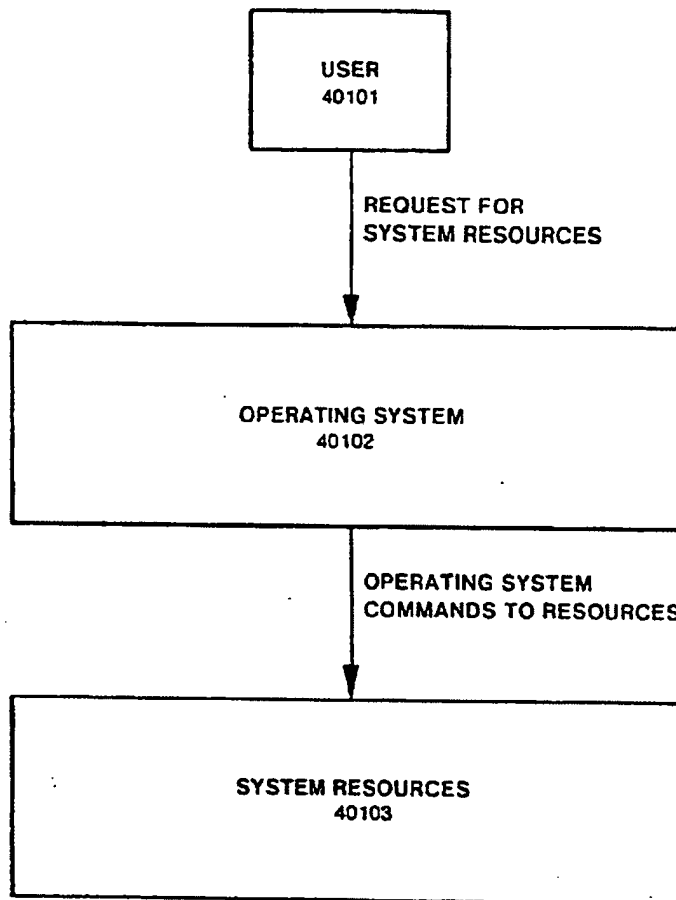 USER
40101
REQUEST FOR
SYSTEM RESOURCES
OPERATING SYSTEM
40102
OPERATING SYSTEM
COMMANDS TO RESOURCES
SYSTEM RESOURCES
40103